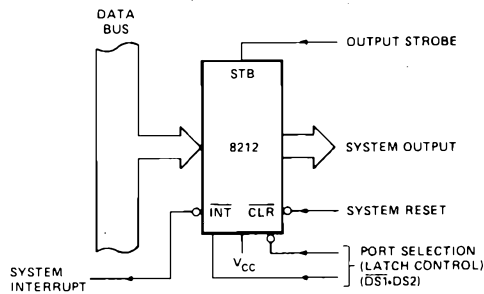 DATA
BUS
OUTPUT STROBE
STB
8212
SYSTEM OUTPUT
INT CLR
SYSTEM RESET
VCC
PORT SELECTION
(LATCH CONTROL)
(DS1•DS2)
SYSTEM
INTERRUPT